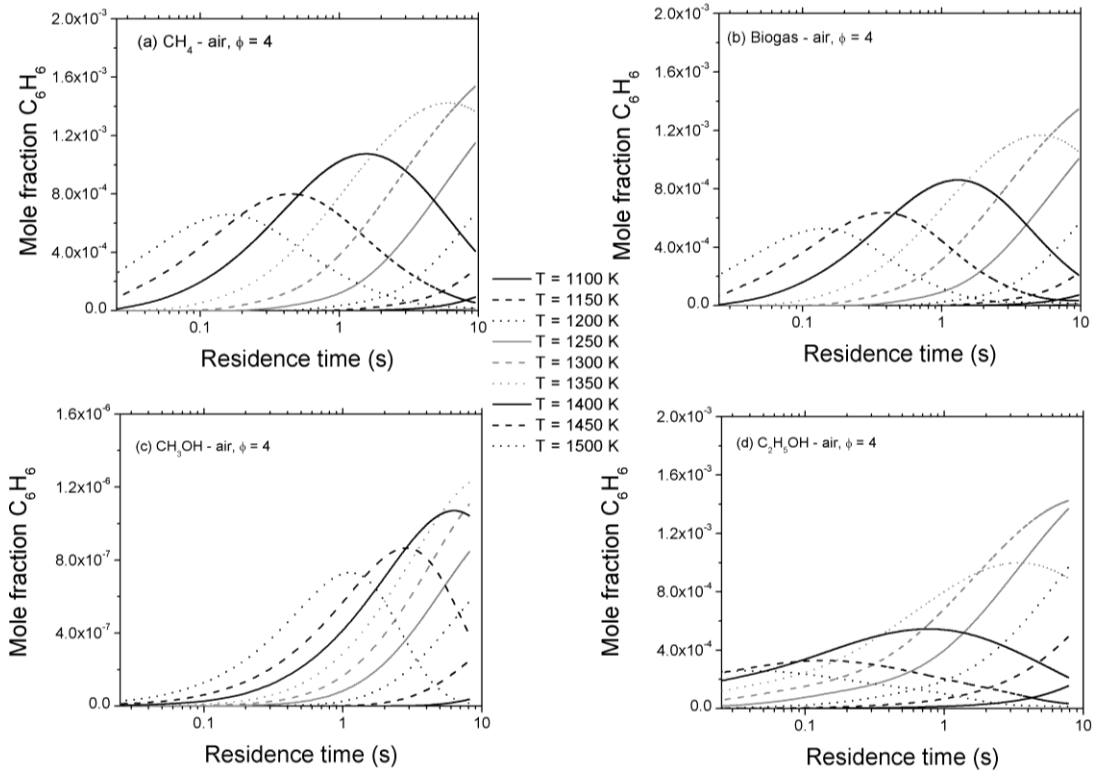 (a) CH₄ - air, ϕ = 4
Mole fraction C₆H₆
2.0x10⁻³
1.6x10⁻³
1.2x10⁻³
8.0x10⁻⁴
4.0x10⁻⁴
0.0
0.1 1 10
Residence time (s)
(b) Biogas - air, ϕ = 4
Mole fraction C₆H₆
2.0x10⁻³
1.6x10⁻³
1.2x10⁻³
8.0x10⁻⁴
4.0x10⁻⁴
0.0
0.1 1 10
Residence time (s)
T = 1100 K
T = 1150 K
T = 1200 K
T = 1250 K
T = 1300 K
T = 1350 K
T = 1400 K
T = 1450 K
T = 1500 K
(c) CH₃OH - air, ϕ = 4
Mole fraction C₆H₆
1.6x10⁻⁶
1.2x10⁻⁶
8.0x10⁻⁷
4.0x10⁻⁷
0.0
0.1 1 10
Residence time (s)
(d) C₂H₅OH - air, ϕ = 4
Mole fraction C₆H₆
2.0x10⁻³
1.6x10⁻³
1.2x10⁻³
8.0x10⁻⁴
4.0x10⁻⁴
0.0
0.1 1 10
Residence time (s)